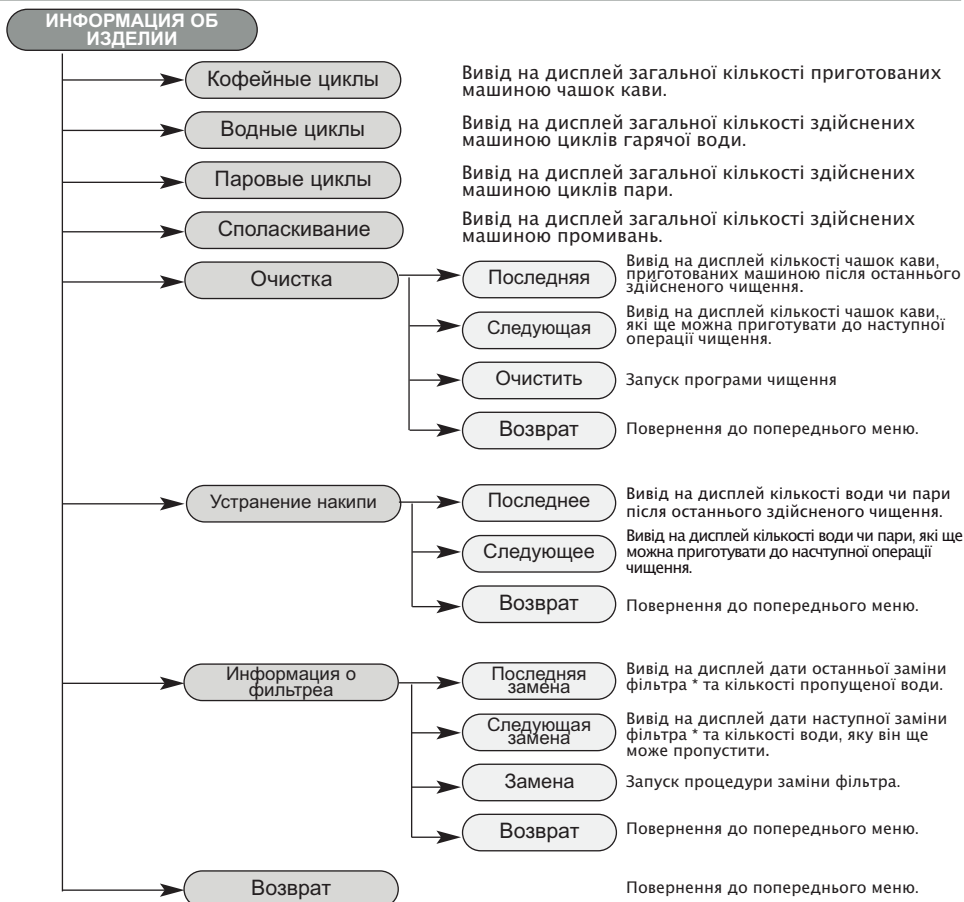 ИНФОРМАЦИЯ ОБ
ИЗДЕЛИИ
Кофейные циклы
Вивід на дисплей загальної кількості приготованих
машиною чашок кави.
Водные циклы
Вивід на дисплей загальної кількості здійснених
машиною циклів гарячої води.
Паровые циклы
Вивід на дисплей загальної кількості здійснених
машиною циклів пари.
Споласкивание
Вивід на дисплей загальної кількості здійснених
машиною промивань.
Очистка
Последняя
Вивід на дисплей кількості чашок кави,
приготованих машиною після останнього
здійсненого чищення.
Следующая
Вивід на дисплей кількості чашок кави,
які ще можна приготувати до наступної
операції чищення.
Очистить
Запуск програми чищення
Возврат
Повернення до попереднього меню.
Устранение накипи
Последнее
Вивід на дисплей кількості води чи пари
після останнього здійсненого чищення.
Следующее
Вивід на дисплей кількості води чи пари, які ще
можна приготувати до насчтупної операції
чищення.
Возврат
Повернення до попереднього меню.
Информация о
фильтреа
Последняя
замена
Вивід на дисплей дати останньої заміни
фільтра * та кількості пропущеної води.
Следующая
замена
Вивід на дисплей дати наступної заміни
фільтра * та кількості води, яку він ще
може пропустити.
Замена
Запуск процедури заміни фільтра.
Возврат
Повернення до попереднього меню.
Возврат
Повернення до попереднього меню.